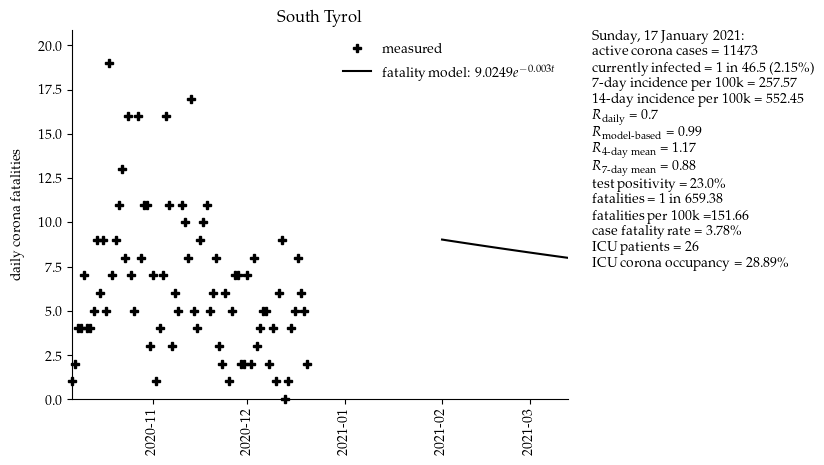 South Tyrol
measured
fatality model: 9.0249e^{-0.003t}
daily corona fatalities
20.0
17.5
15.0
12.5
10.0
7.5
5.0
2.5
0.0
2020-11
2020-12
2021-01
2021-02
2021-03
Sunday, 17 January 2021:
active corona cases = 11473
currently infected = 1 in 46.5 (2.15%)
7-day incidence per 100k = 257.57
14-day incidence per 100k = 552.45
R_daily = 0.7
R_model-based = 0.99
R_4-day mean = 1.17
R_7-day mean = 0.88
test positivity = 23.0%
fatalities = 1 in 659.38
fatalities per 100k =151.66
case fatality rate = 3.78%
ICU patients = 26
ICU corona occupancy = 28.89%